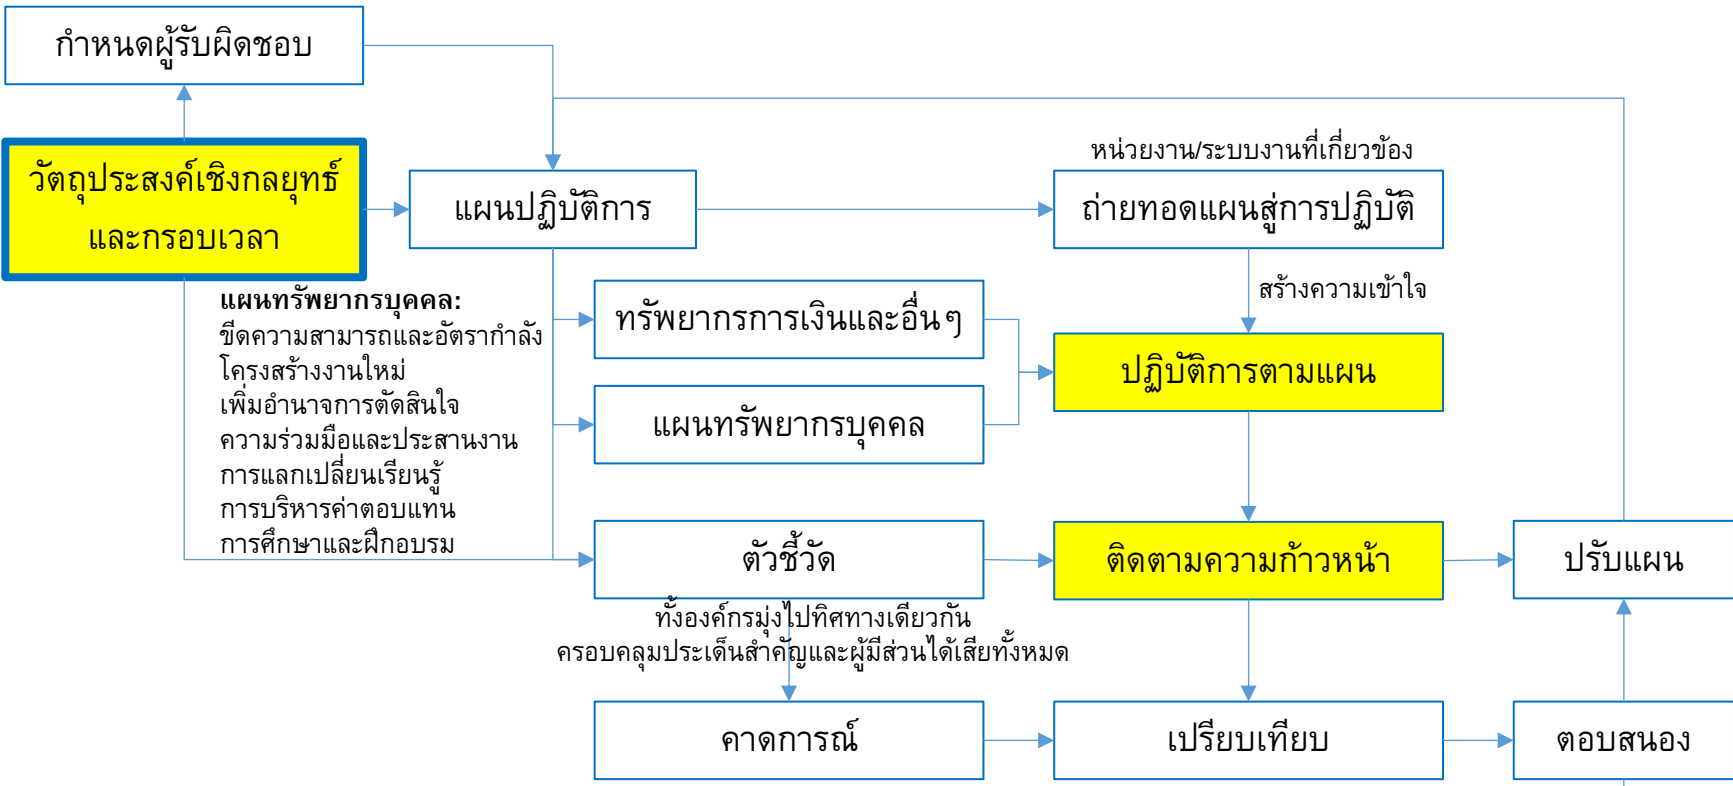 กำหนดผู้รับผิดชอบ
วัตถุประสงค์เชิงกลยุทธ์
และกรอบเวลา
แผนปฏิบัติการ
หน่วยงาน/ระบบงานที่เกี่ยวข้อง
ถ่ายทอดแผนสู่การปฏิบัติ
สร้างความเข้าใจ
แผนทรัพยากรบุคคล:
ขีดความสามารถและอัตรากำลัง
โครงสร้างงานใหม่
เพิ่มอำนาจการตัดสินใจ
ความร่วมมือและประสานงาน
การแลกเปลี่ยนเรียนรู้
การบริหารค่าตอบแทน
การศึกษาและฝึกอบรม
ทรัพยากรการเงินและอื่นๆ
แผนทรัพยากรบุคคล
ปฏิบัติการตามแผน
ตัวชี้วัด
ติดตามความก้าวหน้า
ปรับแผน
ทั้งองค์กรมุ่งไปทิศทางเดียวกัน
ครอบคลุมประเด็นสำคัญและผู้มีส่วนได้เสียทั้งหมด
คาดการณ์
เปรียบเทียบ
ตอบสนอง